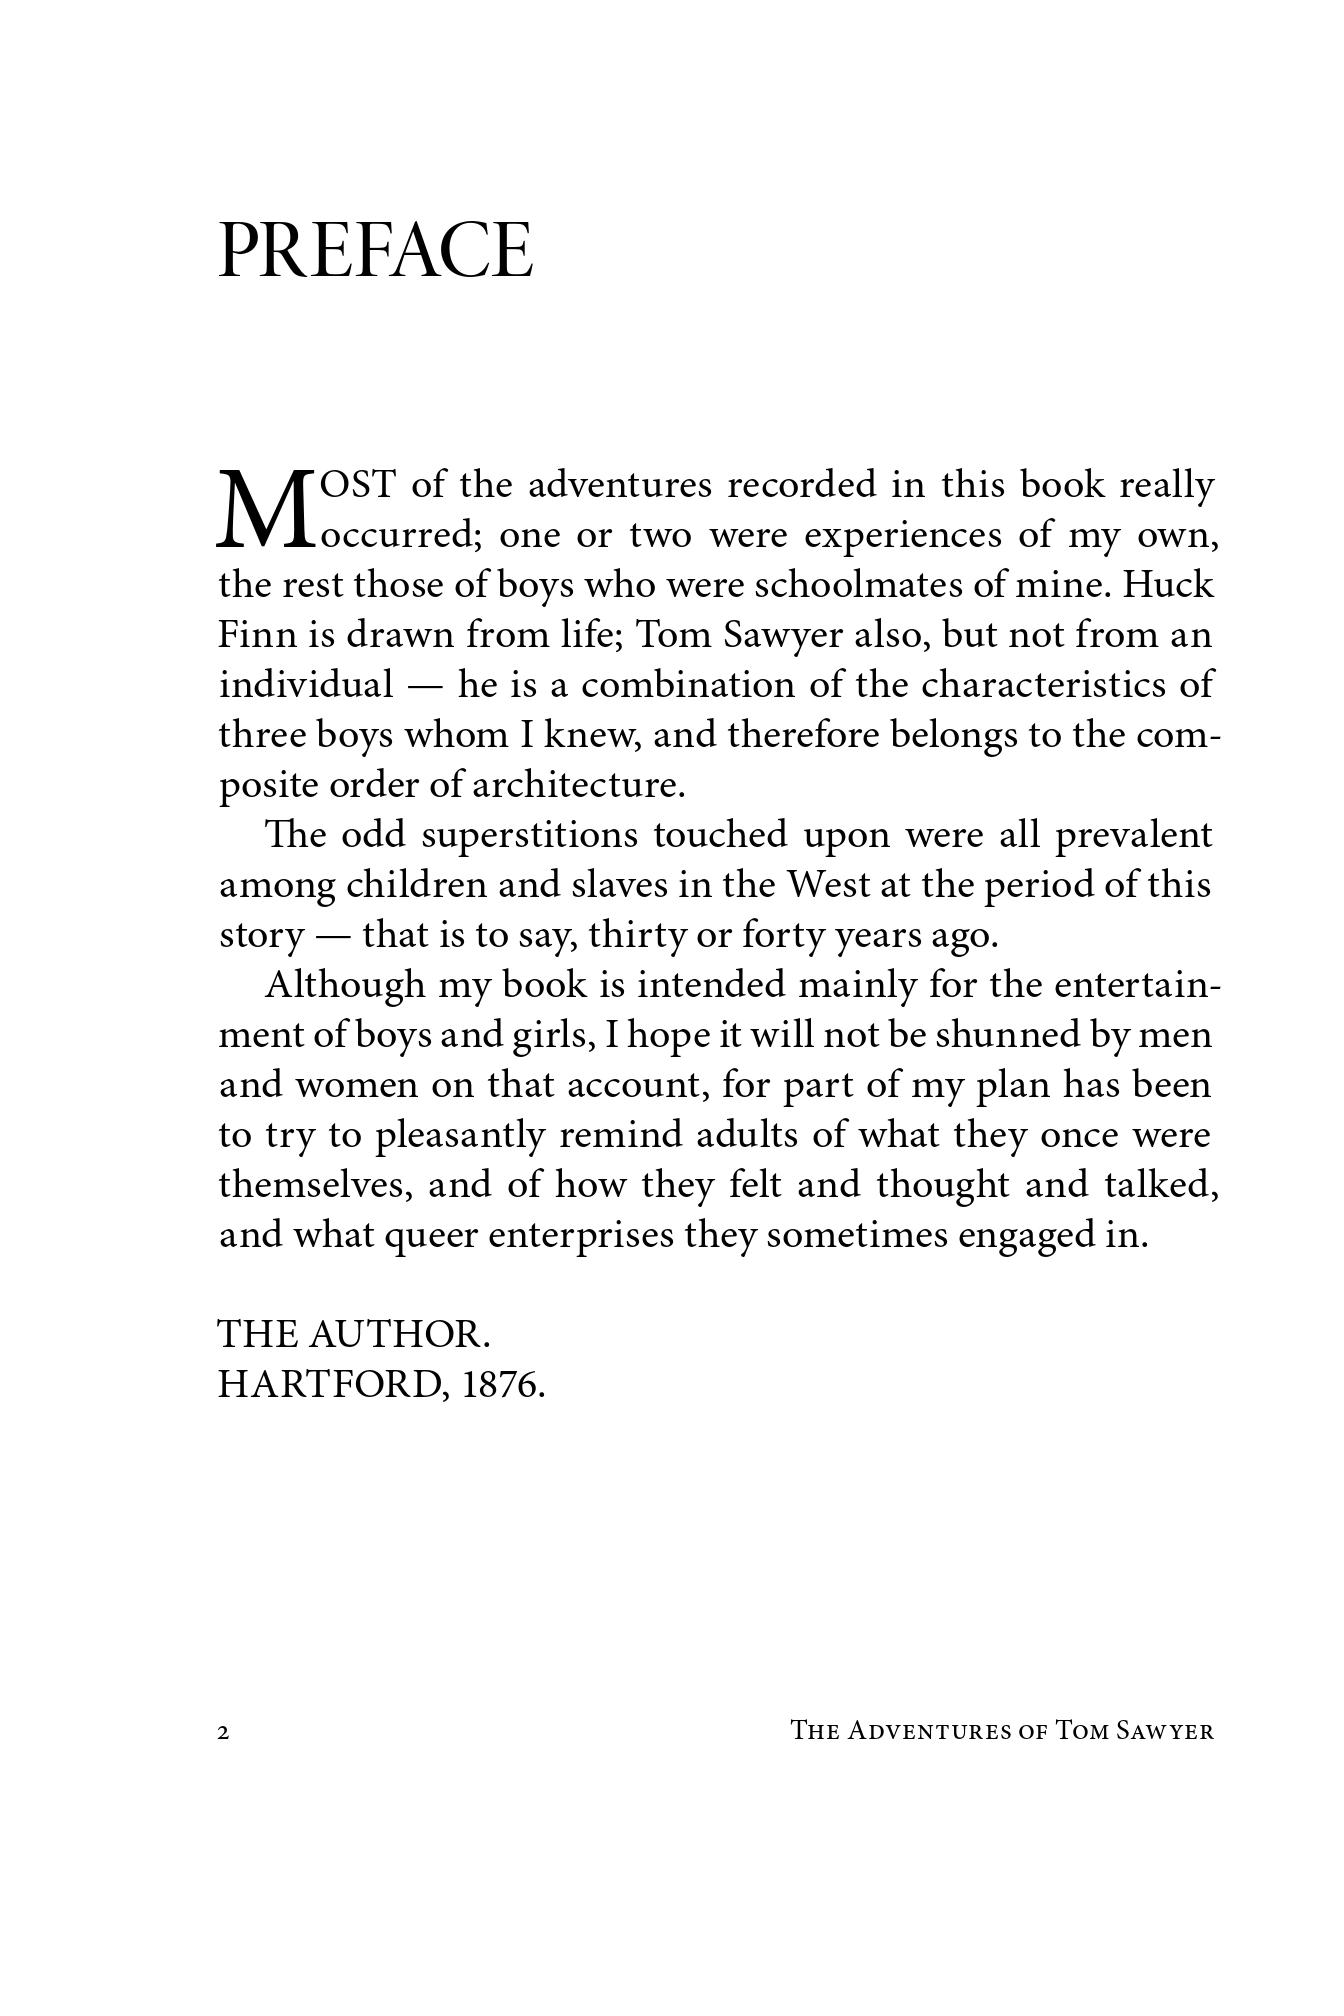 PREFACE
MOST of the adventures recorded in this book really
occurred; one or two were experiences of my own,
the rest those of boys who were schoolmates of mine. Huck
Finn is drawn from life; Tom Sawyer also, but not from an
individual — he is a combination of the characteristics of
three boys whom I knew, and therefore belongs to the com-
posite order of architecture.
The odd superstitions touched upon were all prevalent
among children and slaves in the West at the period of this
story — that is to say, thirty or forty years ago.
Although my book is intended mainly for the entertain-
ment of boys and girls, I hope it will not be shunned by men
and women on that account, for part of my plan has been
to try to pleasantly remind adults of what they once were
themselves, and of how they felt and thought and talked,
and what queer enterprises they sometimes engaged in.
THE AUTHOR.
HARTFORD, 1876.
2 The Adventures of Tom Sawyer